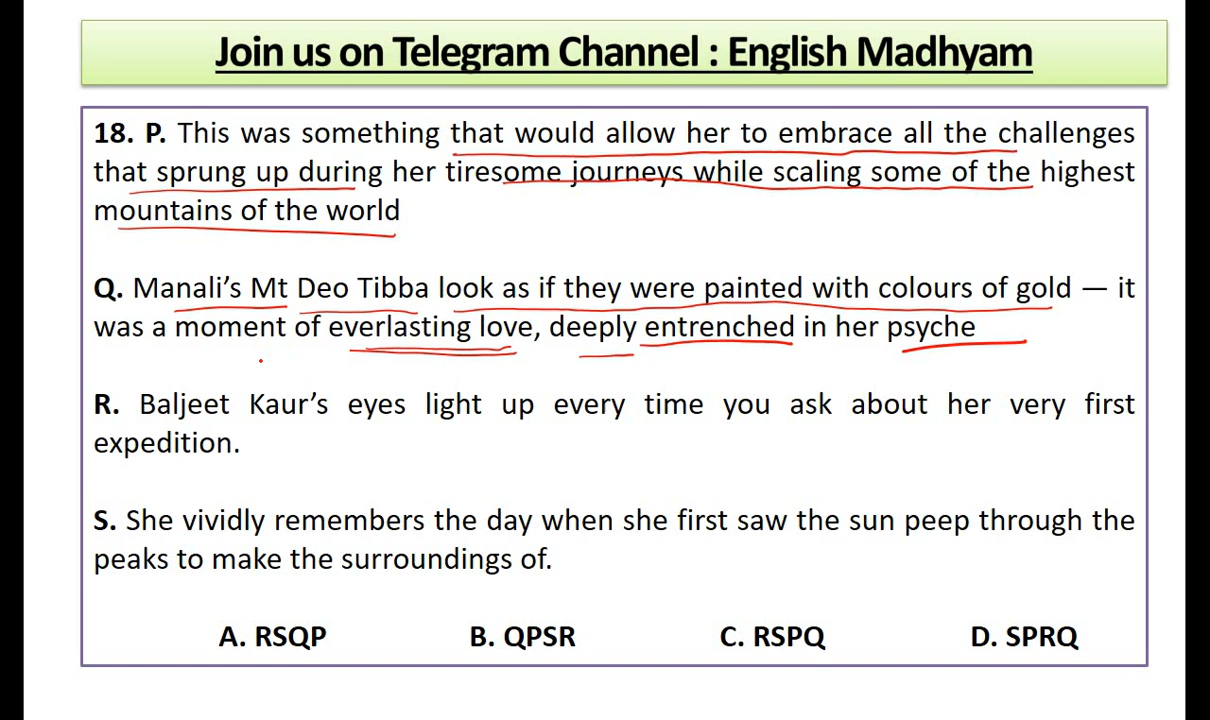 Join us on Telegram Channel : English Madhyam
18. P. This was something that would allow her to embrace all the challenges
that sprung up during her tiresome journeys while scaling some of the highest
mountains of the world
Q. Manali's Mt Deo Tibba look as if they were painted with colours of gold — it
was a moment of everlasting love, deeply entrenched in her psyche
R. Baljeet Kaur's eyes light up every time you ask about her very first
expedition.
S. She vividly remembers the day when she first saw the sun peep through the
peaks to make the surroundings of.
A. RSQP B. QPSR C. RSPQ D. SPRQ